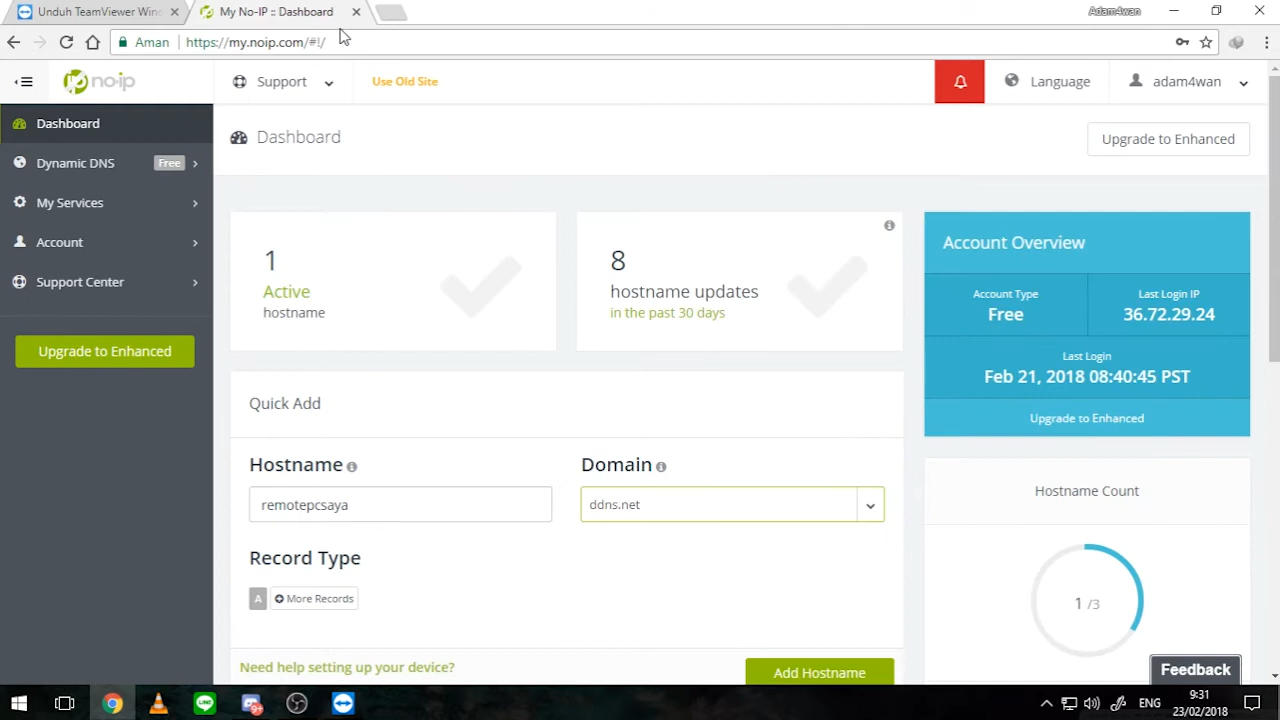 Unduh TeamViewer Win
My No-IP :: Dashboard
Adam4wan
Aman
https://my.noip.com/#!/
no-ip
Support
Use Old Site
Language
adam4wan
Dashboard
Dynamic DNS
Free
My Services
Account
Support Center
Upgrade to Enhanced
Dashboard
Upgrade to Enhanced
1
Active
hostname
8
hostname updates
in the past 30 days
Account Overview
Account Type
Free
Last Login IP
36.72.29.24
Last Login
Feb 21, 2018 08:40:45 PST
Upgrade to Enhanced
Quick Add
Hostname
remotepcsaya
Domain
ddns.net
Record Type
A
More Records
Need help setting up your device?
Add Hostname
Hostname Count
1 /3
Feedback
ENG
9:31
23/02/2018